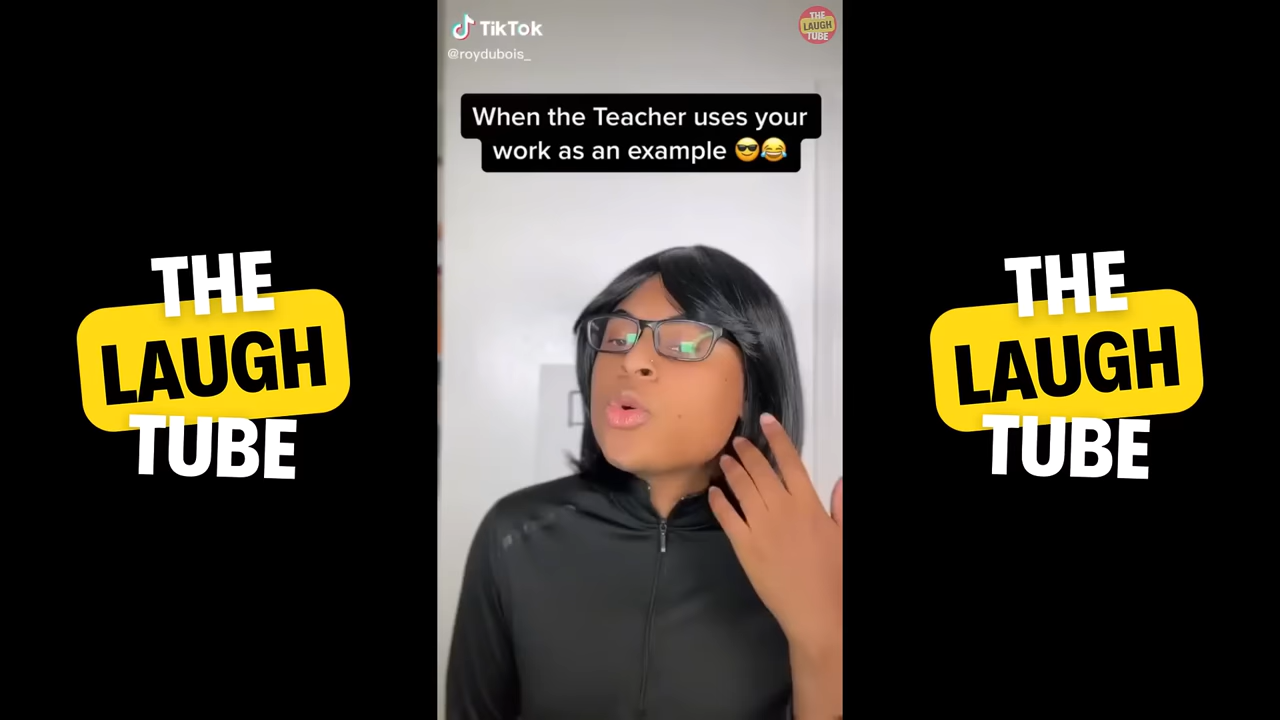 TikTok
@roydubois_
THE
LAUGH
TUBE
When the Teacher uses your
work as an example 😎😂
THE
LAUGH
TUBE
THE
LAUGH
TUBE